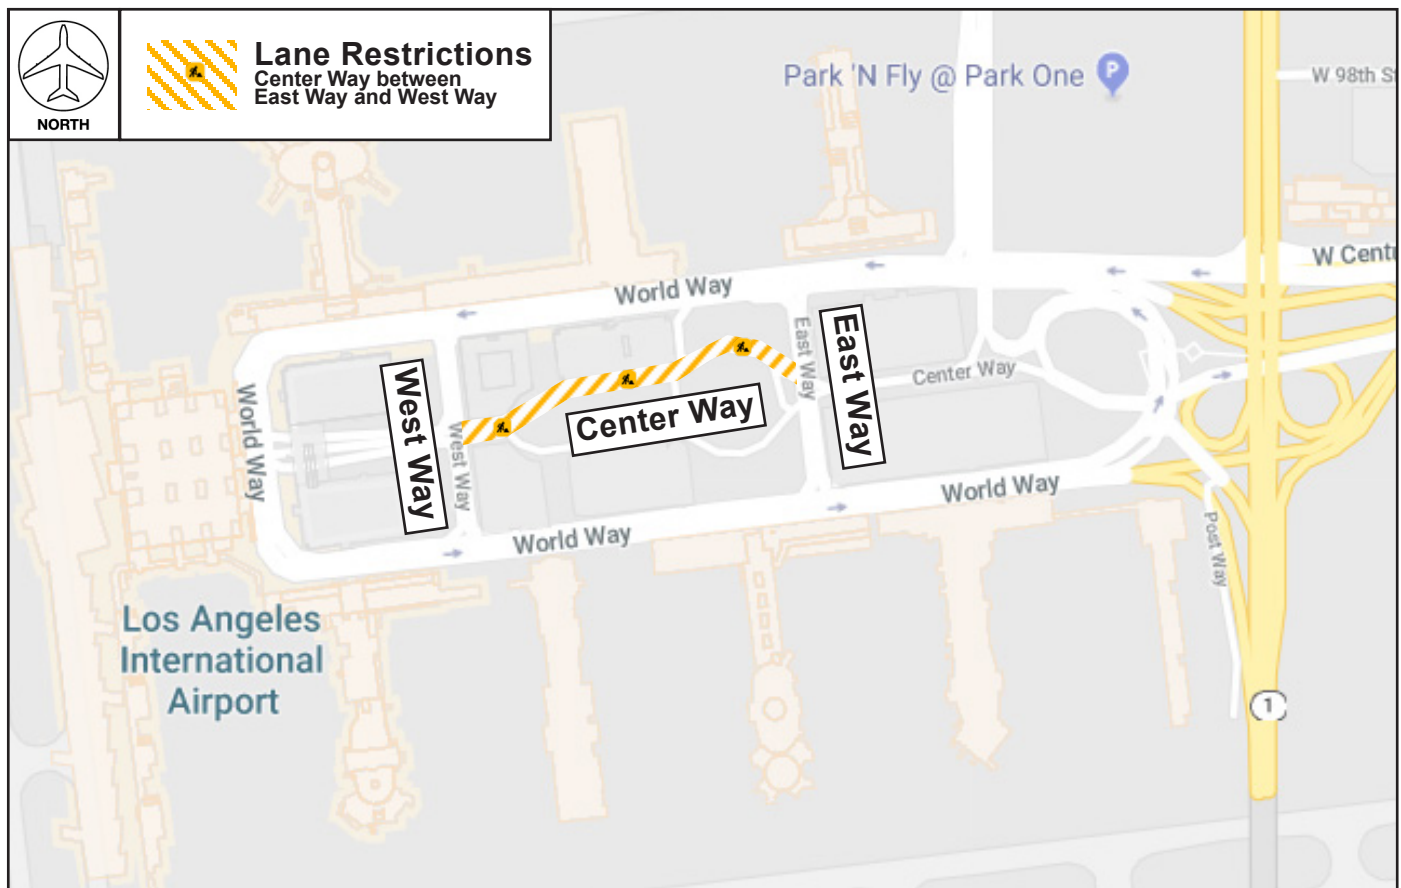 NORTH
Lane Restrictions
Center Way between
East Way and West Way
Park 'N Fly @ Park One
P
W 98th St
W Centu
World Way
East Way
East Way
Center Way
West Way
Center Way
World Way
West Way
World Way
World Way
Post Way
Los Angeles
International
Airport
1